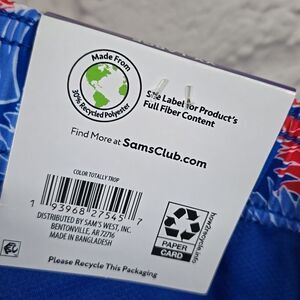 Made From
30% Recycled Polyester
See Label for Product's
Full Fiber Content
Find More at SamsClub.com
COLOR TOTALLY TROP
1 93968 27545 7
DISTRIBUTED BY SAM'S WEST, INC.
BENTONVILLE, AR 72716
MADE IN BANGLADESH
PAPER
CARD
how2recycle.info
Please Recycle This Packaging